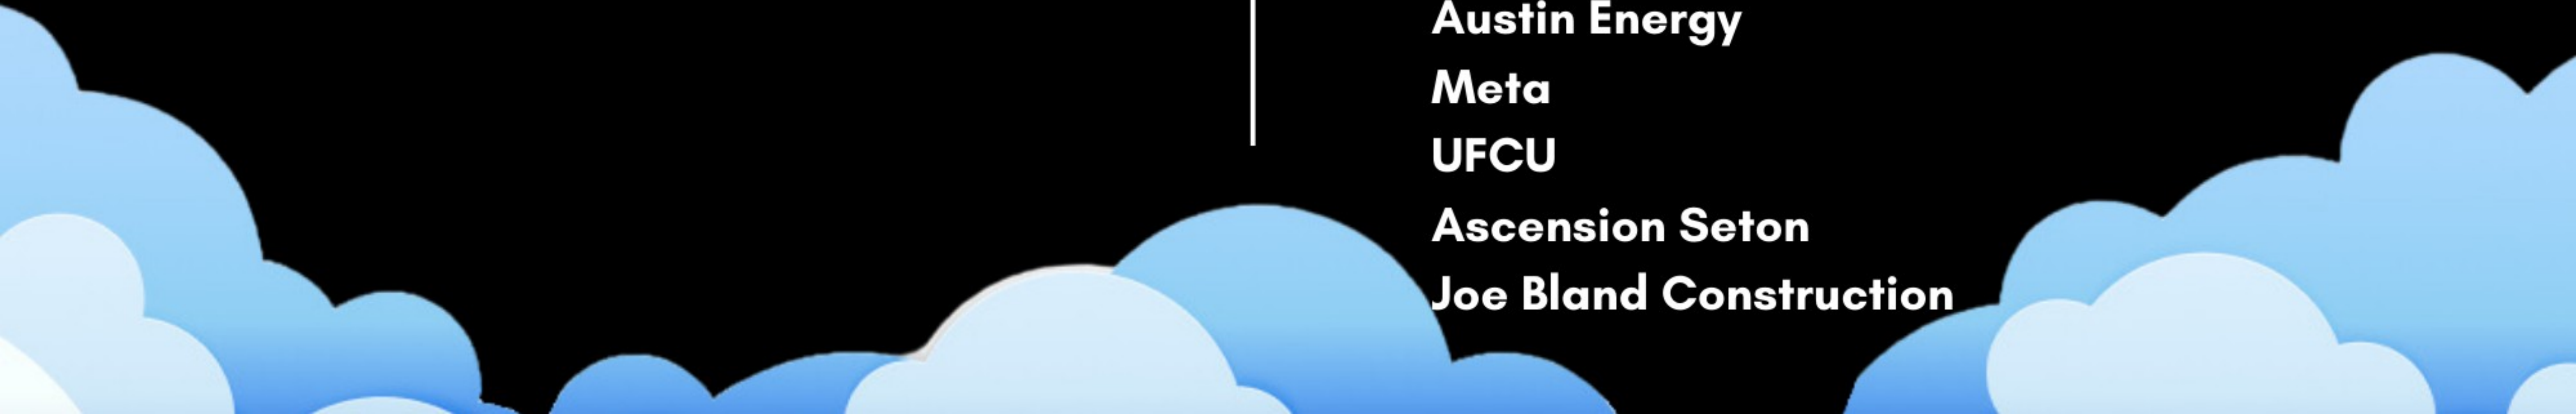 Austin Energy
Meta
UFCU
Ascension Seton
Joe Bland Construction